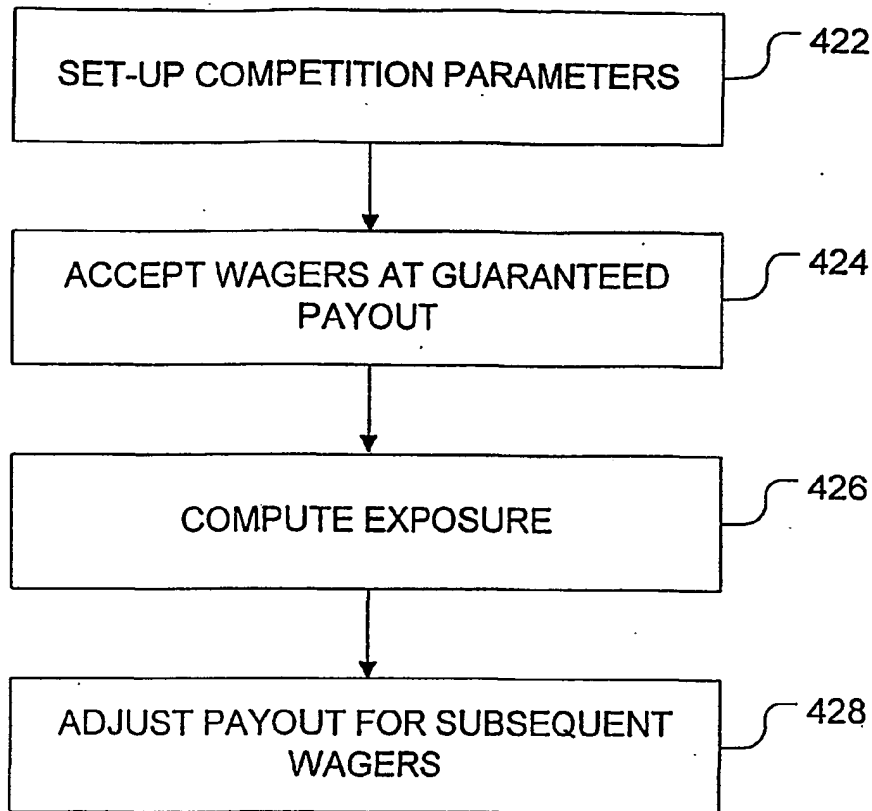 SET-UP COMPETITION PARAMETERS
422
ACCEPT WAGERS AT GUARANTEED
PAYOUT
424
COMPUTE EXPOSURE
426
ADJUST PAYOUT FOR SUBSEQUENT
WAGERS
428